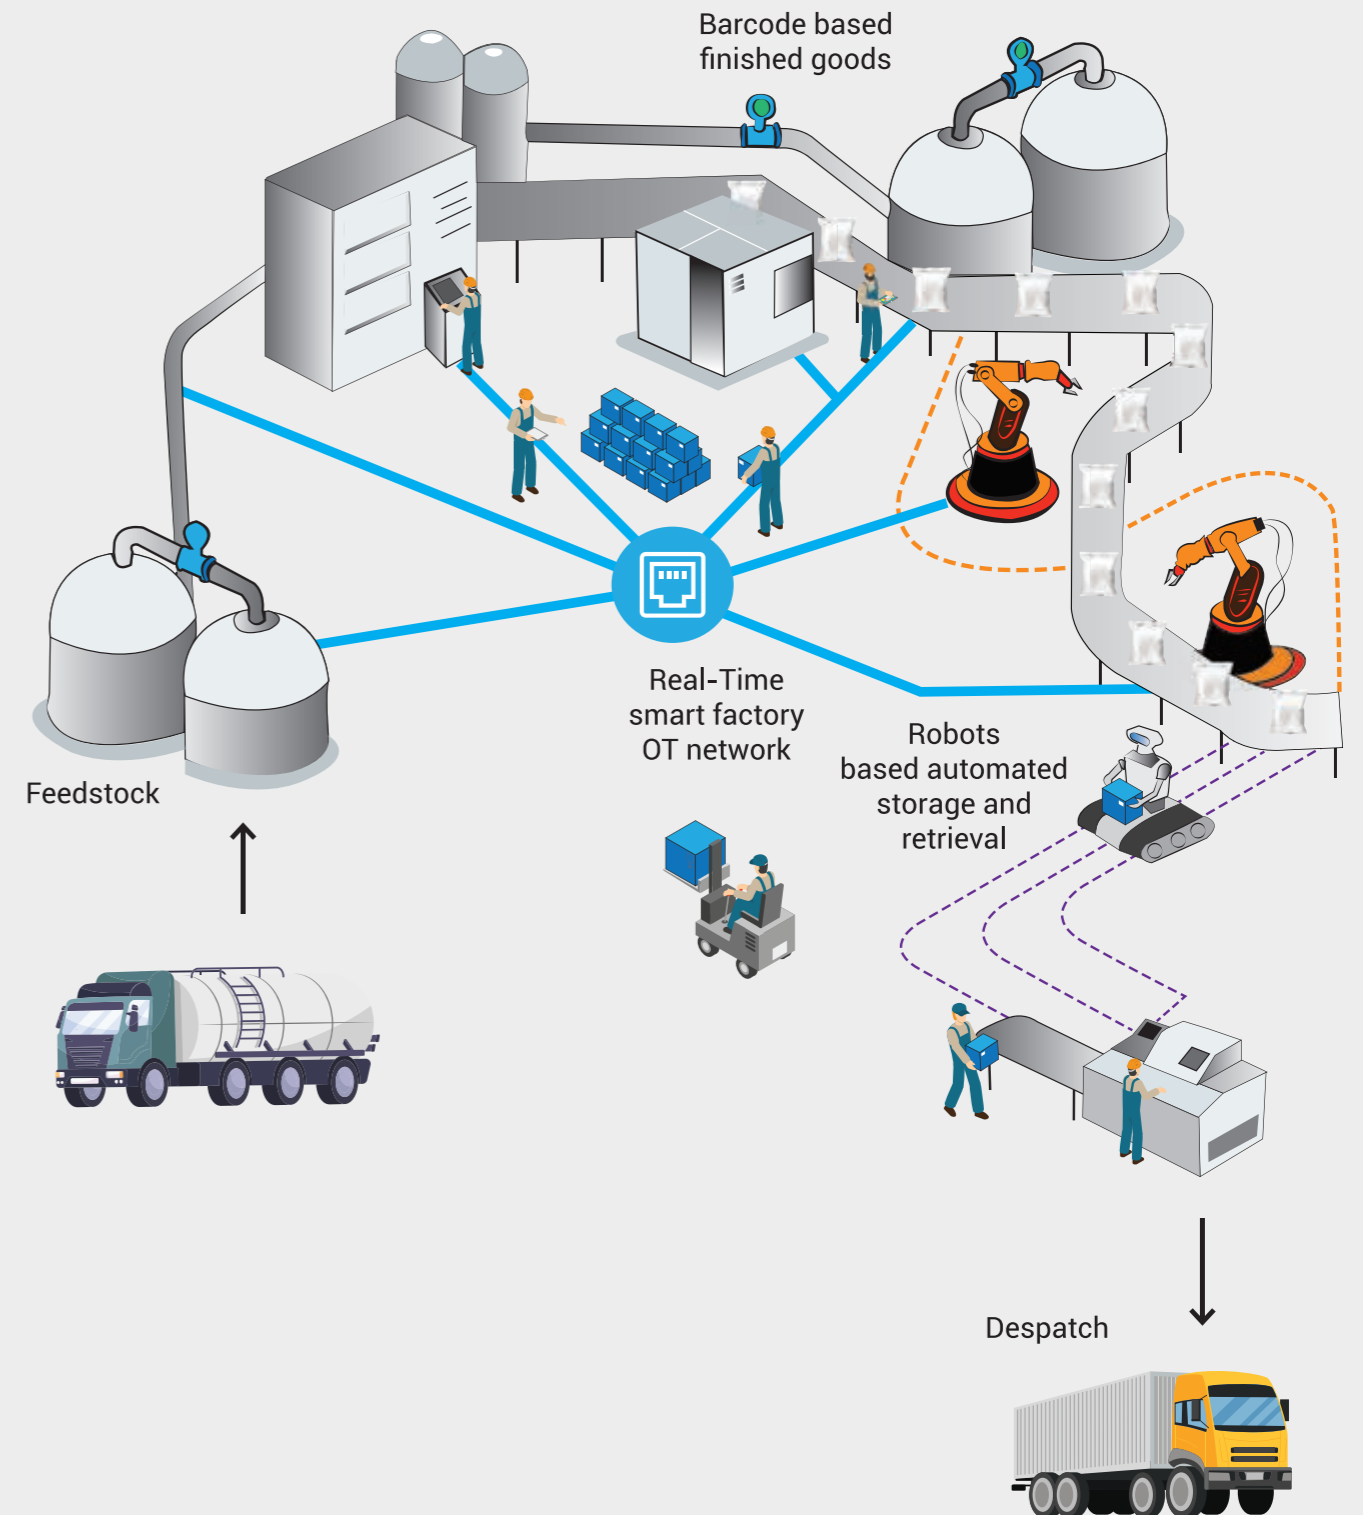 Barcode based
finished goods
Real-Time
smart factory
OT network
Robots
based automated
storage and
retrieval
Feedstock
Despatch